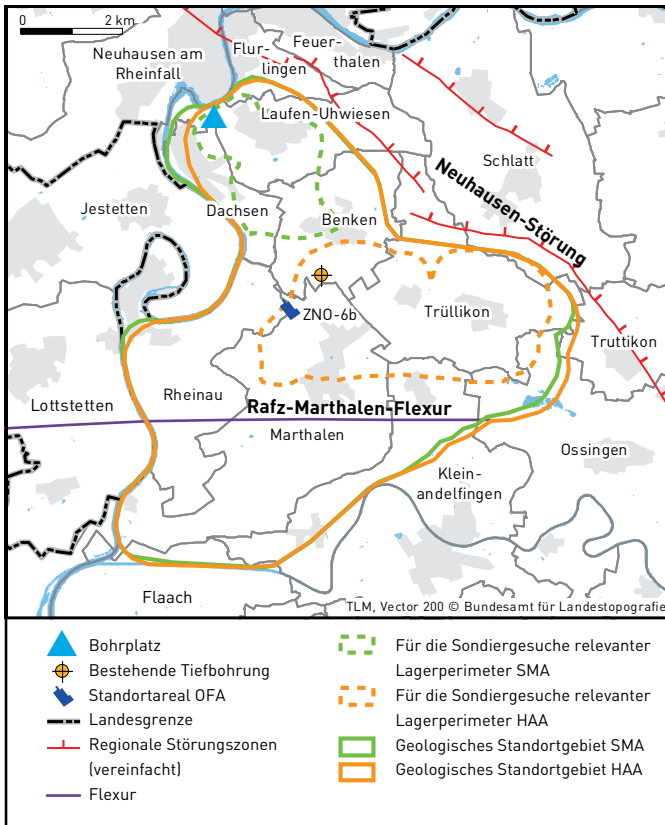 0 2 km
Neuhausen am
Rheinfall
Flur-
lingen
Feuer-
thalen
Laufen-Uhwiesen
Schlatt
Neuhausen-Störung
Jestetten
Dachsen
Benken
ZNO-6b
Trüllikon
Truttikon
Lottstetten
Rheinau
Rafz-Marthalen-Flexur
Marthalen
Ossingen
Klein-
andelfingen
Flaach
TLM, Vector 200 © Bundesamt für Landestopografie
Bohrplatz
Bestehende Tiefbohrung
Standortareal OFA
Landesgrenze
Regionale Störungszonen
(vereinfacht)
Flexur
Für die Sondiergesuche relevanter
Lagerperimeter SMA
Für die Sondiergesuche relevanter
Lagerperimeter HAA
Geologisches Standortgebiet SMA
Geologisches Standortgebiet HAA